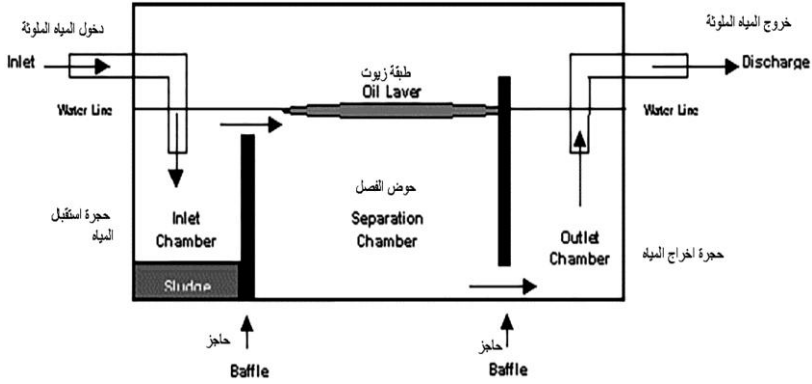 دخول المياه الملوثة
خروج المياه الملوثة
Inlet
طبقة زيوت
Oil Laver
Discharge
Water Line
Water Line
حوض الفصل
حجرة استقبال
المياه
Inlet
Chamber
Separation
Chamber
Outlet
Chamber
حجرة اخراج المياه
Sludge
حاجز
حاجز
Baffle
Baffle